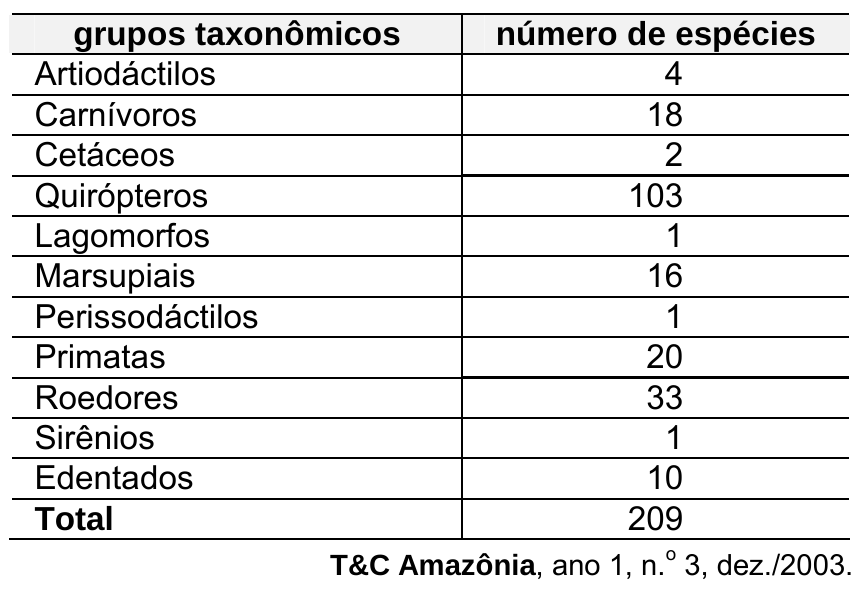 grupos taxonômicos número de espécies
Artiodáctilos 4
Carnívoros 18
Cetáceos 2
Quirópteros 103
Lagomorfos 1
Marsupiais 16
Perissodáctilos 1
Primatas 20
Roedores 33
Sirênios 1
Edentados 10
Total 209
T&C Amazônia, ano 1, n.º 3, dez./2003.